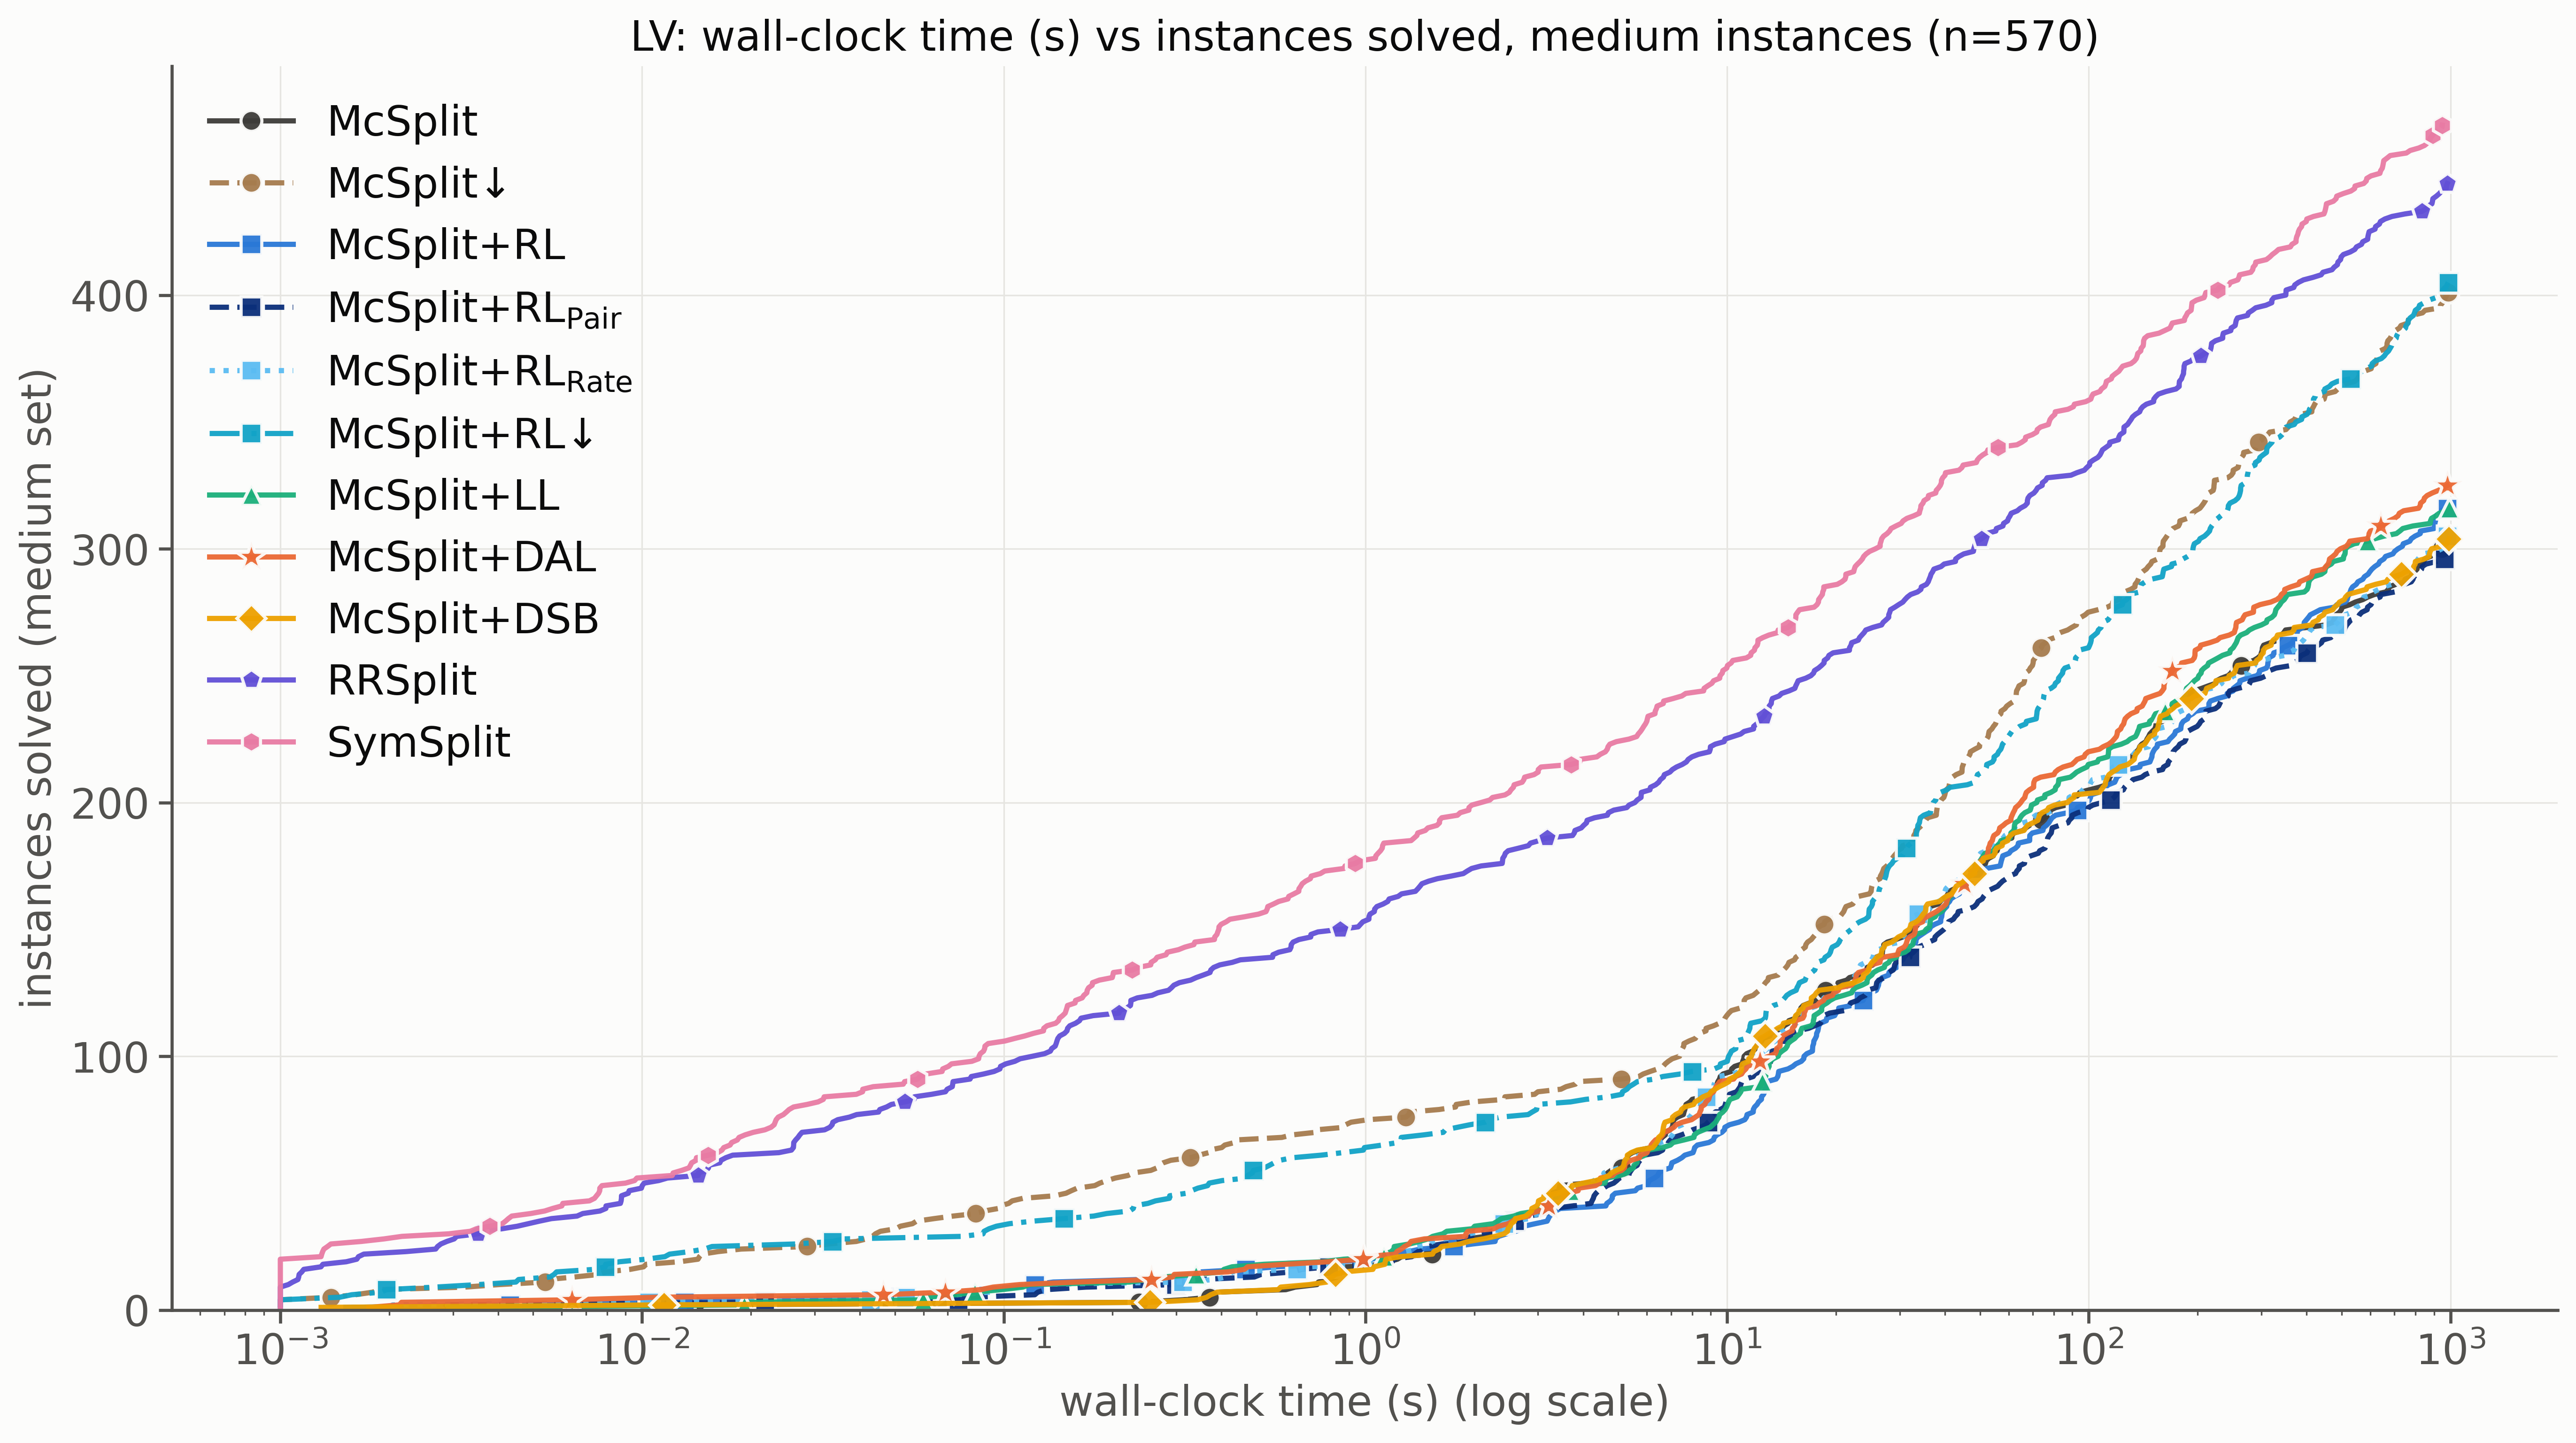 LV: wall-clock time (s) vs instances solved, medium instances (n=570)
McSplit
McSplit↓
McSplit+RL
McSplit+RL_Pair
McSplit+RL_Rate
McSplit+RL↓
McSplit+LL
McSplit+DAL
McSplit+DSB
RRSplit
SymSplit
instances solved (medium set)
400
300
200
100
0
10⁻³ 10⁻² 10⁻¹ 10⁰ 10¹ 10² 10³
wall-clock time (s) (log scale)